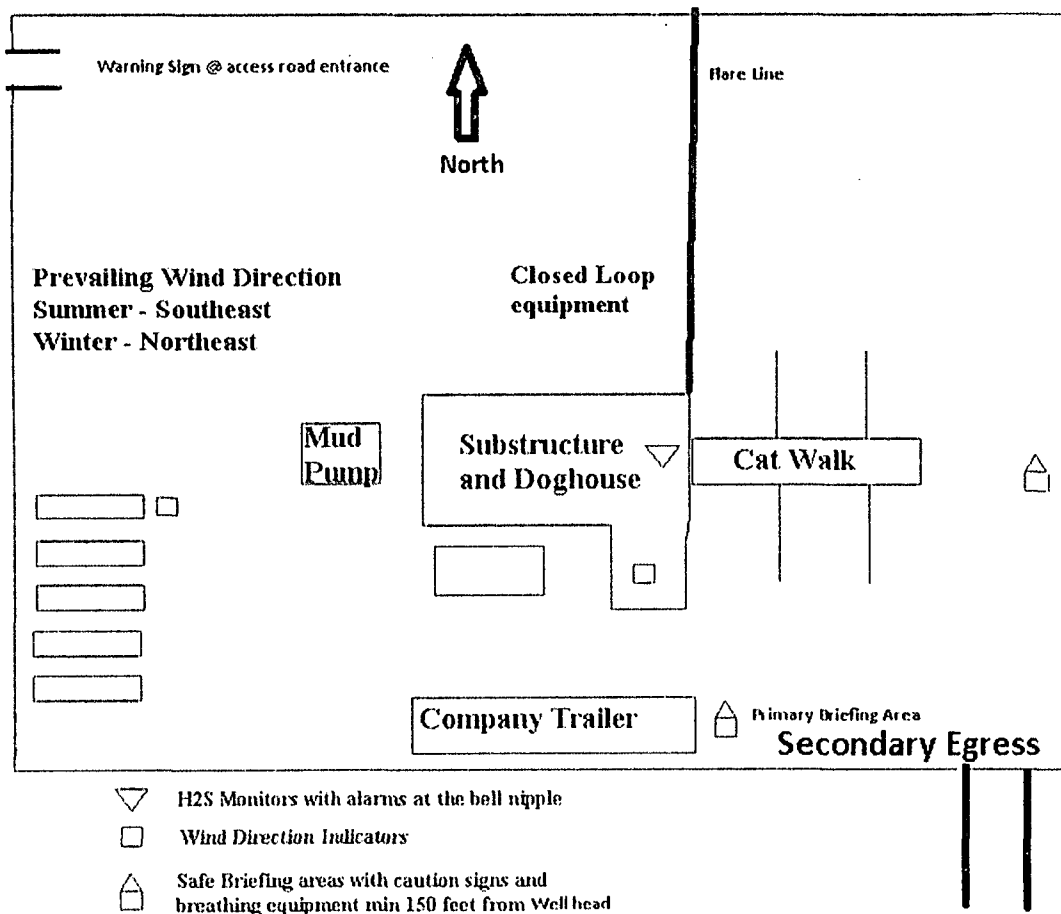 Warning Sign @ access road entrance
Flare Line
North
Prevailing Wind Direction
Summer - Southeast
Winter - Northeast
Closed Loop
equipment
Mud
Pump
Substructure
and Doghouse
Cat Walk
Company Trailer
Primary Briefing Area
Secondary Egress
H2S Monitors with alarms at the bell nipple
Wind Direction Indicators
Safe Briefing areas with caution signs and
breathing equipment min 150 feet from Well head